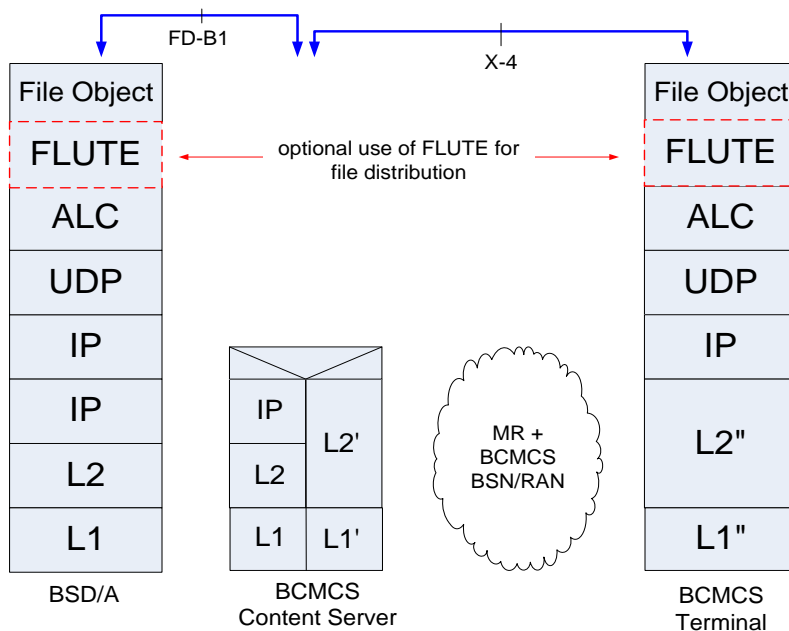 FD-B1
X-4
File Object
FLUTE
ALC
UDP
IP
IP
L2
L1
BSD/A
optional use of FLUTE for
file distribution
IP
L2
L1
L2'
L1'
BCMCS
Content Server
MR +
BCMCS
BSN/RAN
File Object
FLUTE
ALC
UDP
IP
L2"
L1"
BCMCS
Terminal